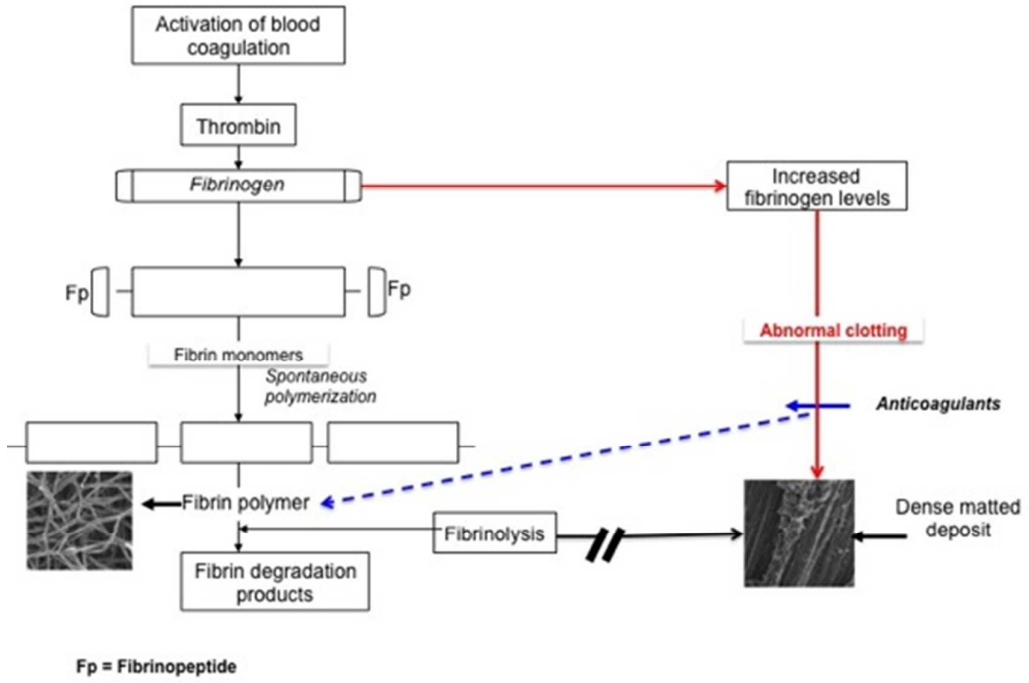 Activation of blood
coagulation
Thrombin
Fibrinogen
Increased
fibrinogen levels
Fp
Fp
Abnormal clotting
Fibrin monomers
Spontaneous
polymerization
Anticoagulants
Fibrin polymer
Dense matted
deposit
Fibrinolysis
Fibrin degradation
products
Fp = Fibrinopeptide